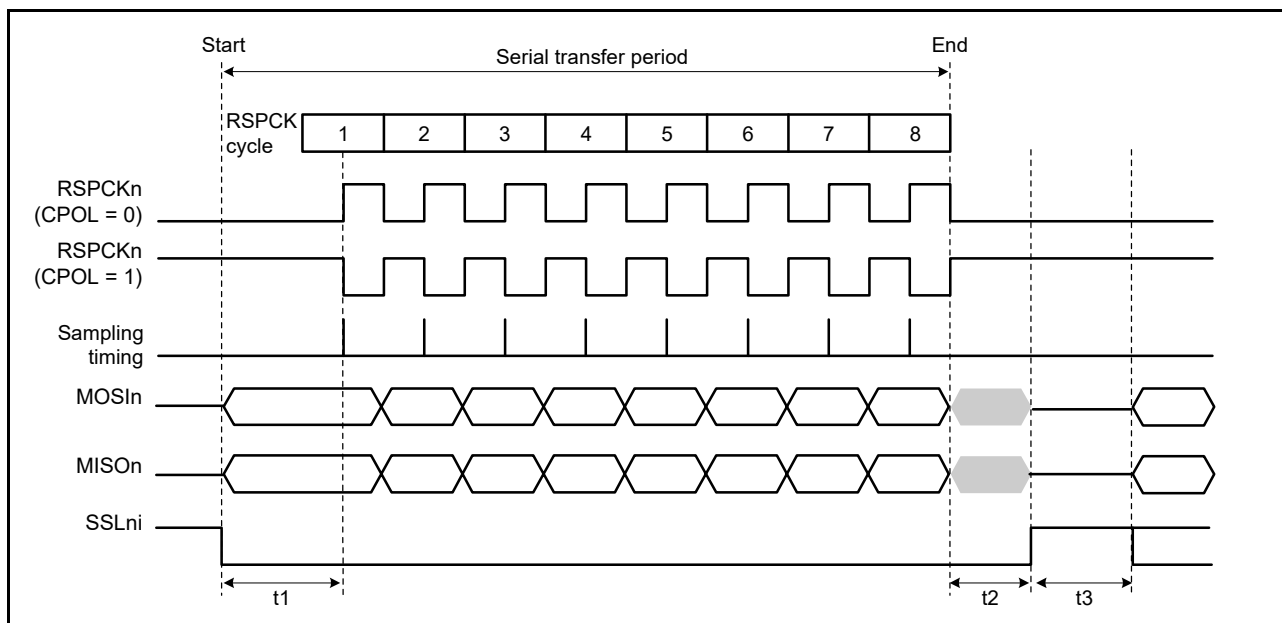 Start
Serial transfer period
End
RSPCK
cycle
1 2 3 4 5 6 7 8
RSPCKn
(CPOL = 0)
RSPCKn
(CPOL = 1)
Sampling
timing
MOSIn
MISOn
SSLni
t1
t2
t3